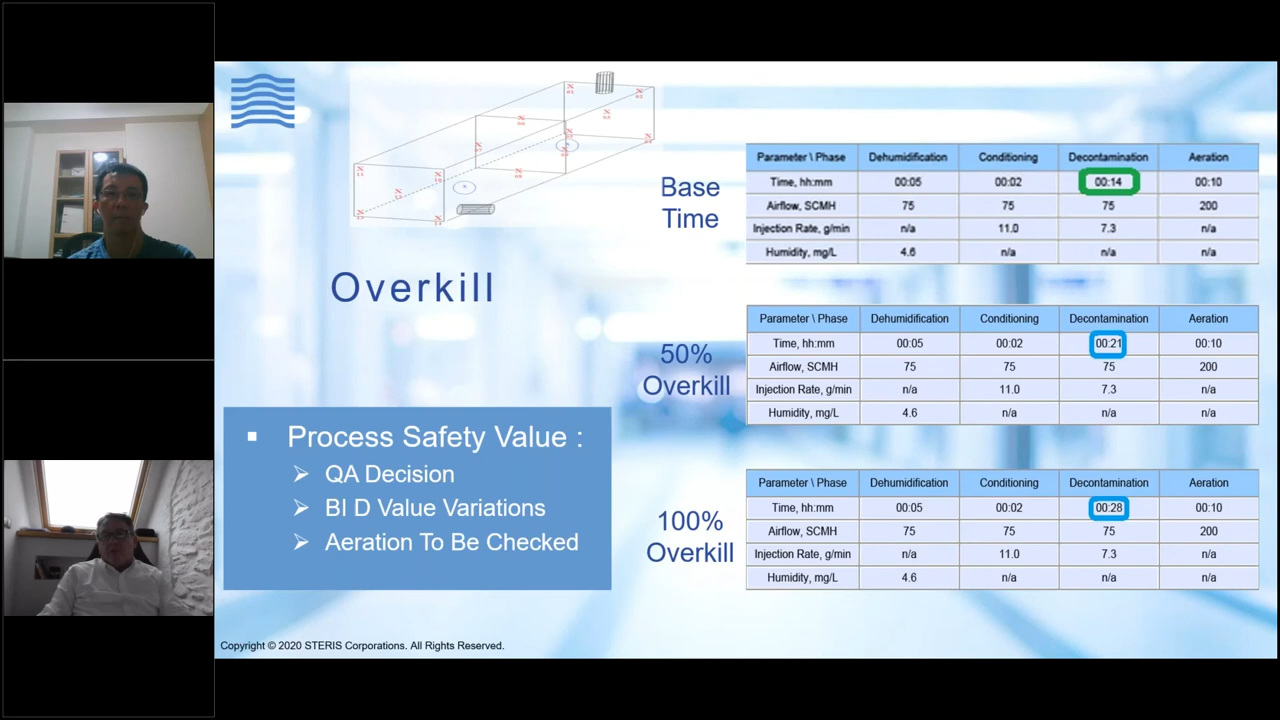 Overkill
▪ Process Safety Value :
➢ QA Decision
➢ BI D Value Variations
➢ Aeration To Be Checked
Base
Time
Parameter \ Phase Dehumidification Conditioning Decontamination Aeration
Time, hh:mm 00:05 00:02 00:14 00:10
Airflow, SCMH 75 75 75 200
Injection Rate, g/min n/a 11.0 7.3 n/a
Humidity, mg/L 4.6 n/a n/a n/a
50%
Overkill
Parameter \ Phase Dehumidification Conditioning Decontamination Aeration
Time, hh:mm 00:05 00:02 00:21 00:10
Airflow, SCMH 75 75 75 200
Injection Rate, g/min n/a 11.0 7.3 n/a
Humidity, mg/L 4.6 n/a n/a n/a
100%
Overkill
Parameter \ Phase Dehumidification Conditioning Decontamination Aeration
Time, hh:mm 00:05 00:02 00:28 00:10
Airflow, SCMH 75 75 75 200
Injection Rate, g/min n/a 11.0 7.3 n/a
Humidity, mg/L 4.6 n/a n/a n/a
Copyright © 2020 STERIS Corporations. All Rights Reserved.